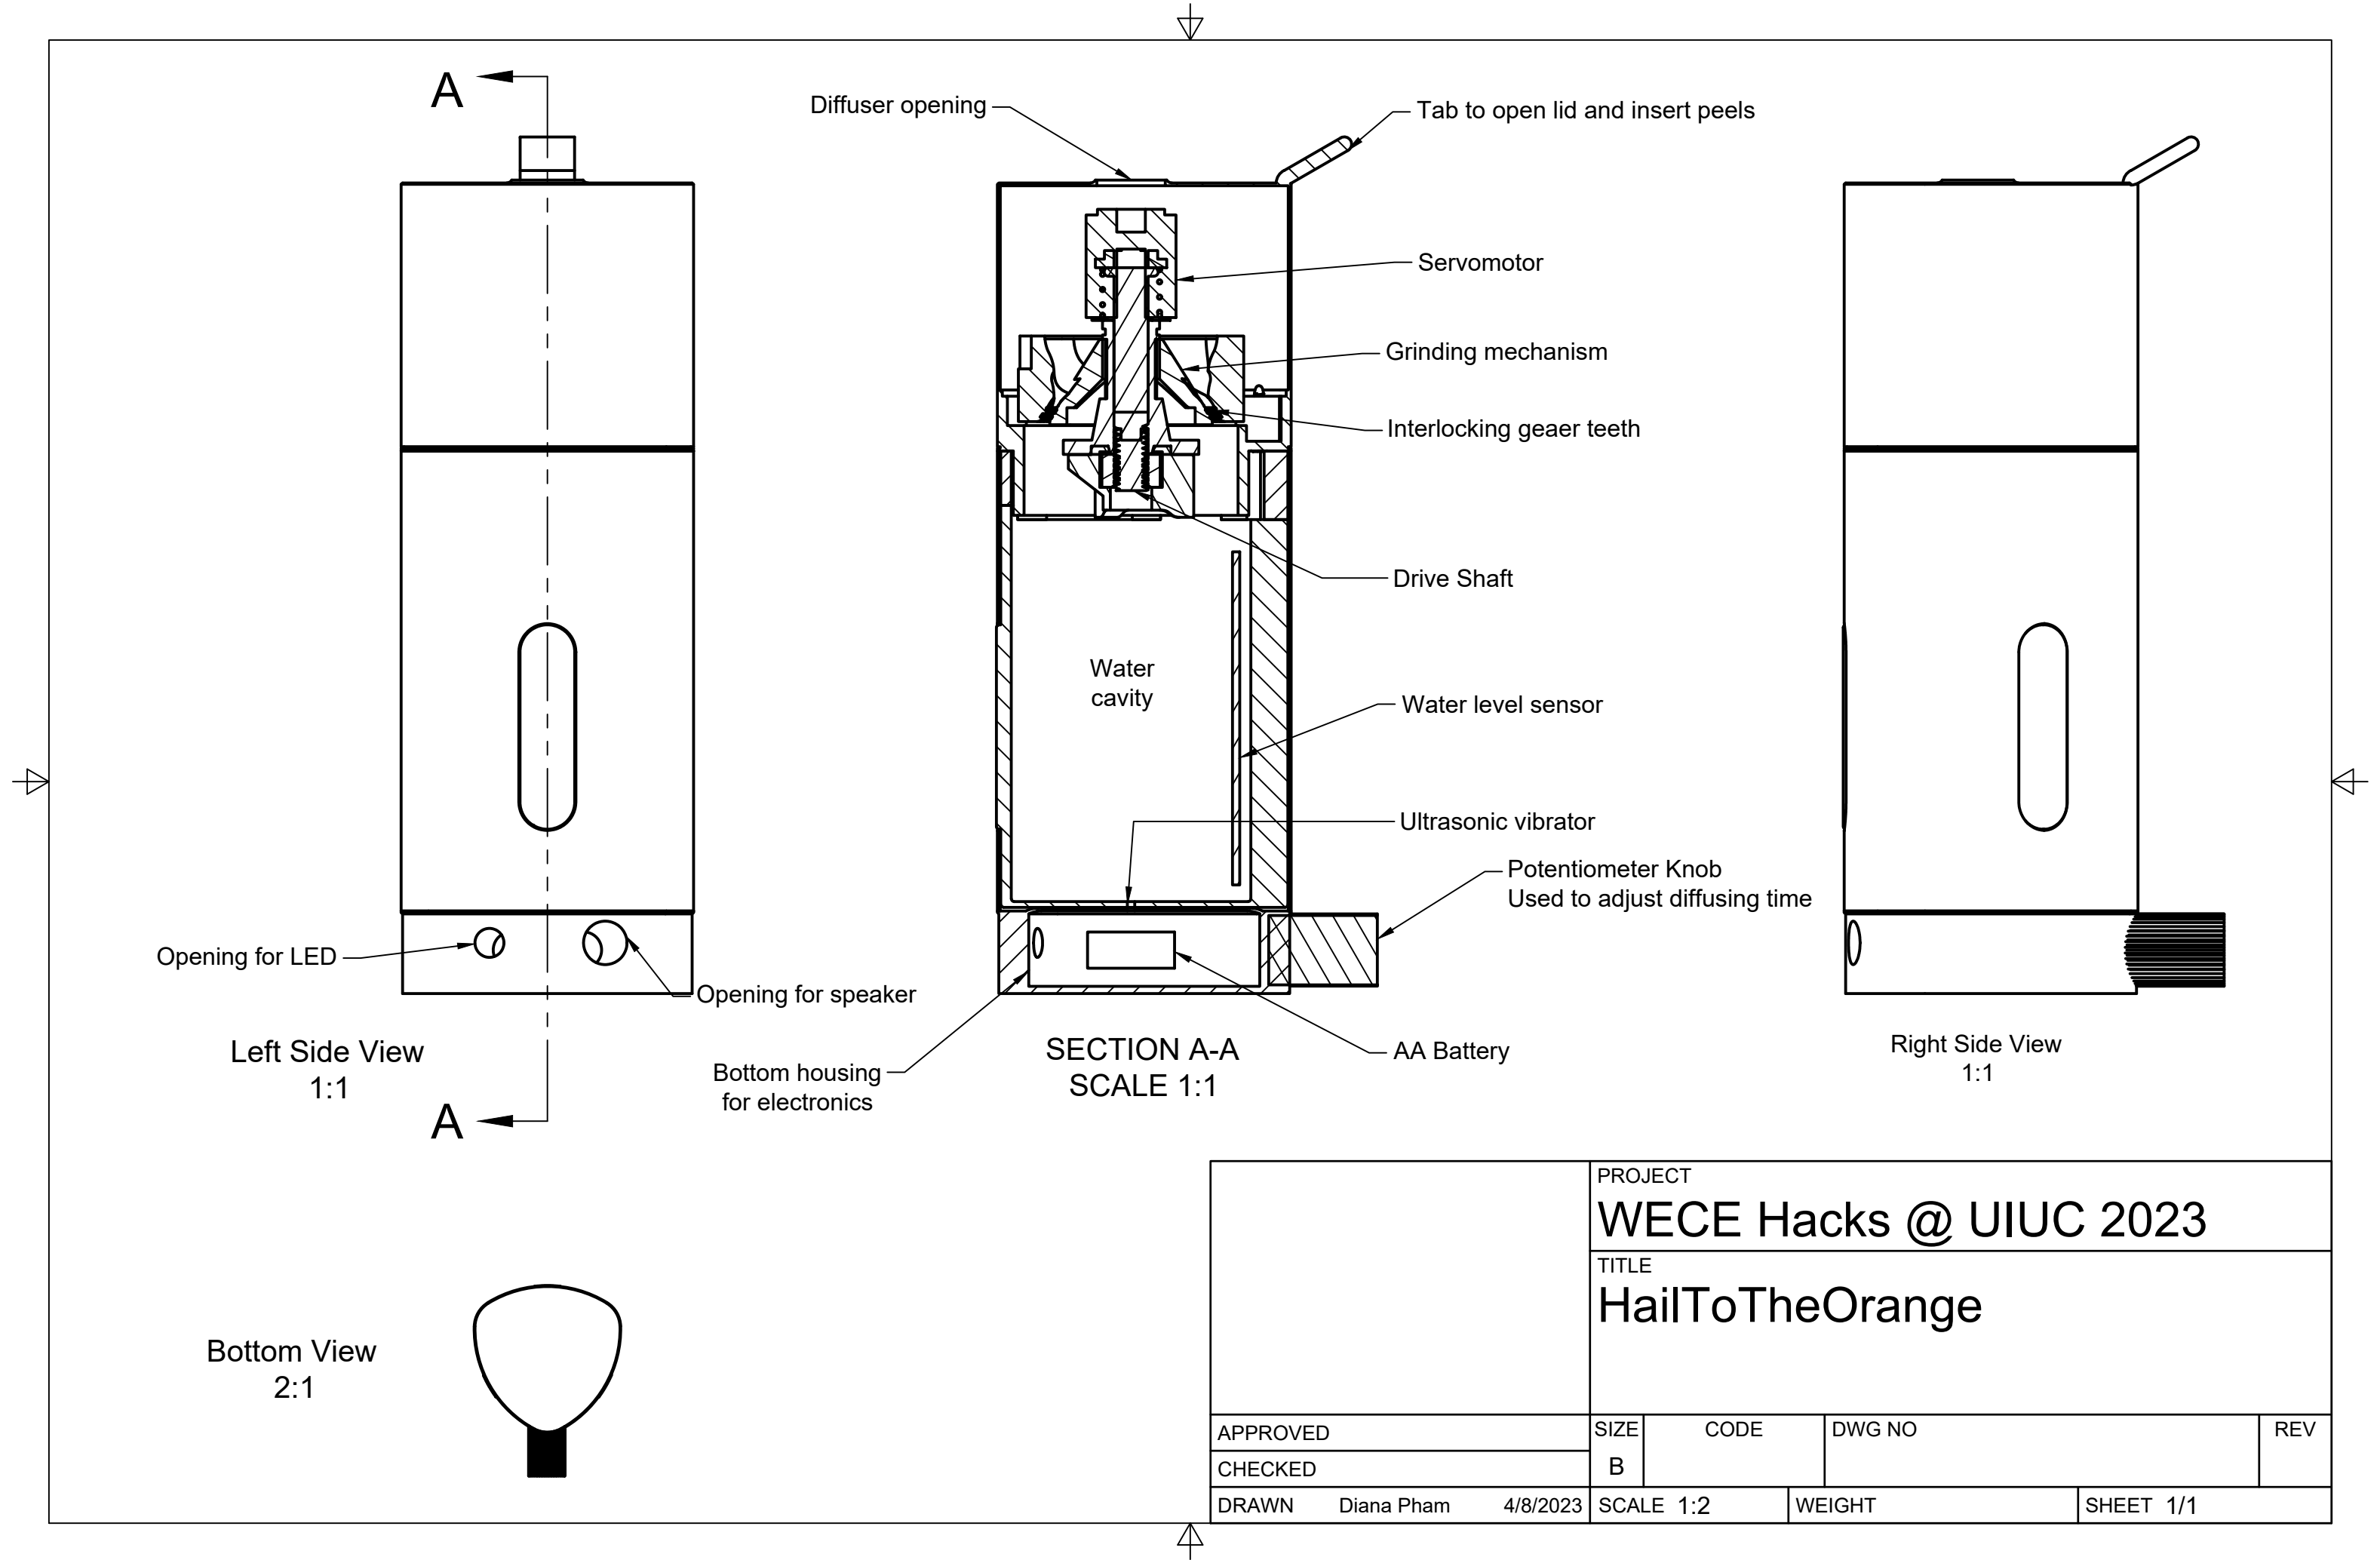 A
Diffuser opening
Tab to open lid and insert peels
Servomotor
Grinding mechanism
Interlocking geaer teeth
Drive Shaft
Water
cavity
Water level sensor
Ultrasonic vibrator
Potentiometer Knob
Used to adjust diffusing time
Opening for LED
Opening for speaker
Left Side View
1:1
A
Bottom housing
for electronics
SECTION A-A
SCALE 1:1
AA Battery
Right Side View
1:1
Bottom View
2:1
PROJECT
WECE Hacks @ UIUC 2023
TITLE
HailToTheOrange
APPROVED
CHECKED
DRAWN Diana Pham 4/8/2023
SIZE
B
CODE
DWG NO
REV
SCALE 1:2
WEIGHT
SHEET 1/1